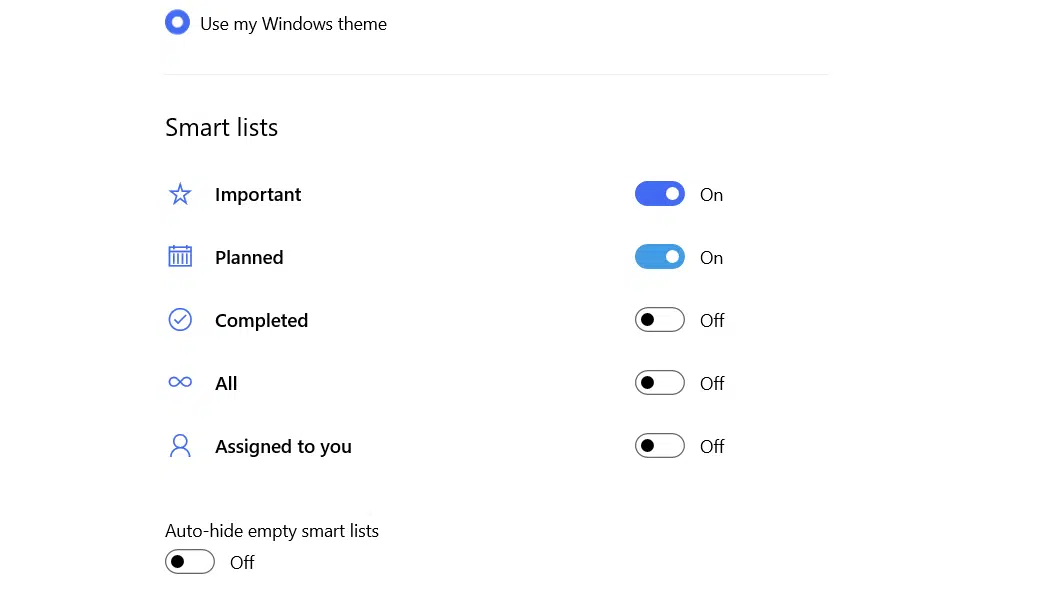 Use my Windows theme
Smart lists
Important On
Planned On
Completed Off
All Off
Assigned to you Off
Auto-hide empty smart lists
Off